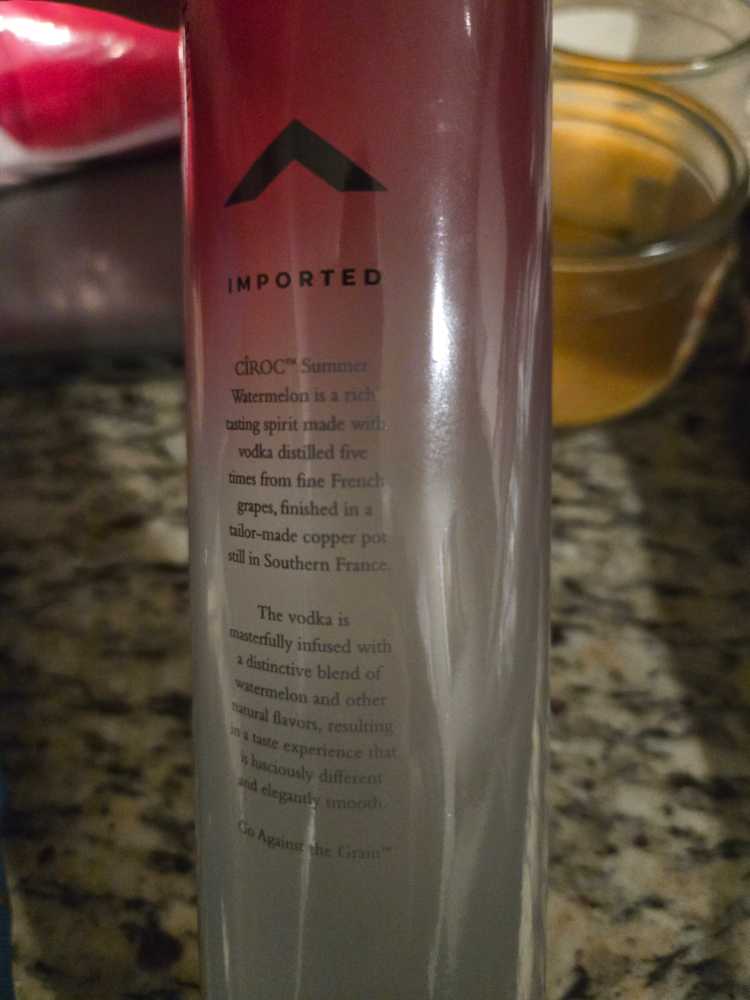 IMPORTED
CÎROC™ Summer
Watermelon is a rich
tasting spirit made with
vodka distilled five
times from fine French
grapes, finished in a
tailor-made copper pot
still in Southern France.
The vodka is
masterfully infused with
a distinctive blend of
watermelon and other
natural flavors, resulting
in a taste experience that
is lusciously different
and elegantly smooth.
Go Against the Grain™